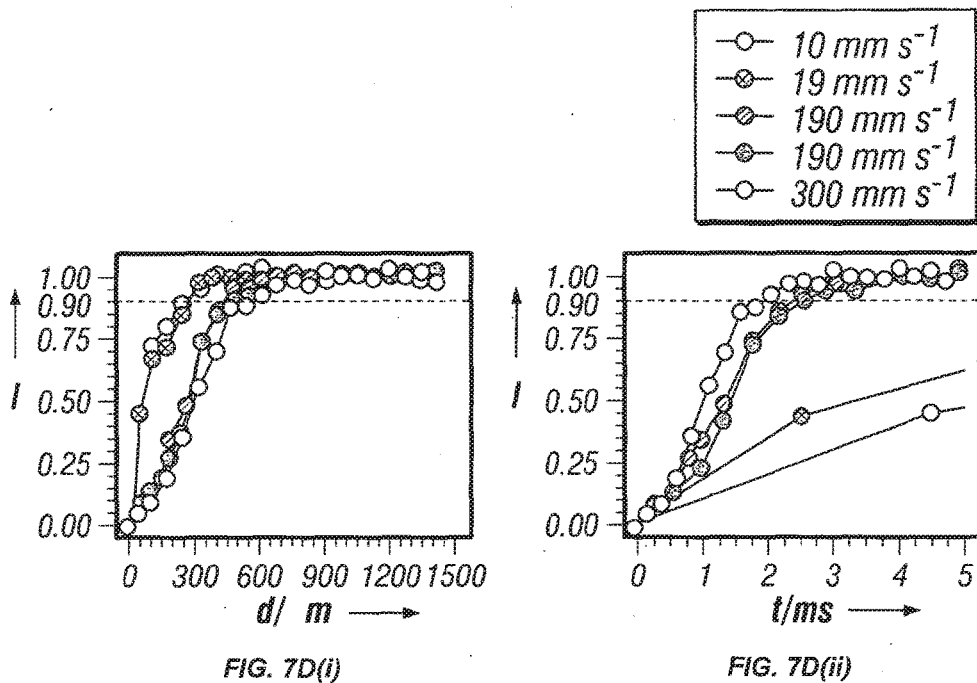 10 mm s⁻¹
19 mm s⁻¹
190 mm s⁻¹
190 mm s⁻¹
300 mm s⁻¹
1.00
0.90
0.75
I
0.50
0.25
0.00
0 300 600 900 1200 1500
d/ m
FIG. 7D(i)
1.00
0.90
0.75
I
0.50
0.25
0.00
0 1 2 3 4 5
t/ms
FIG. 7D(ii)